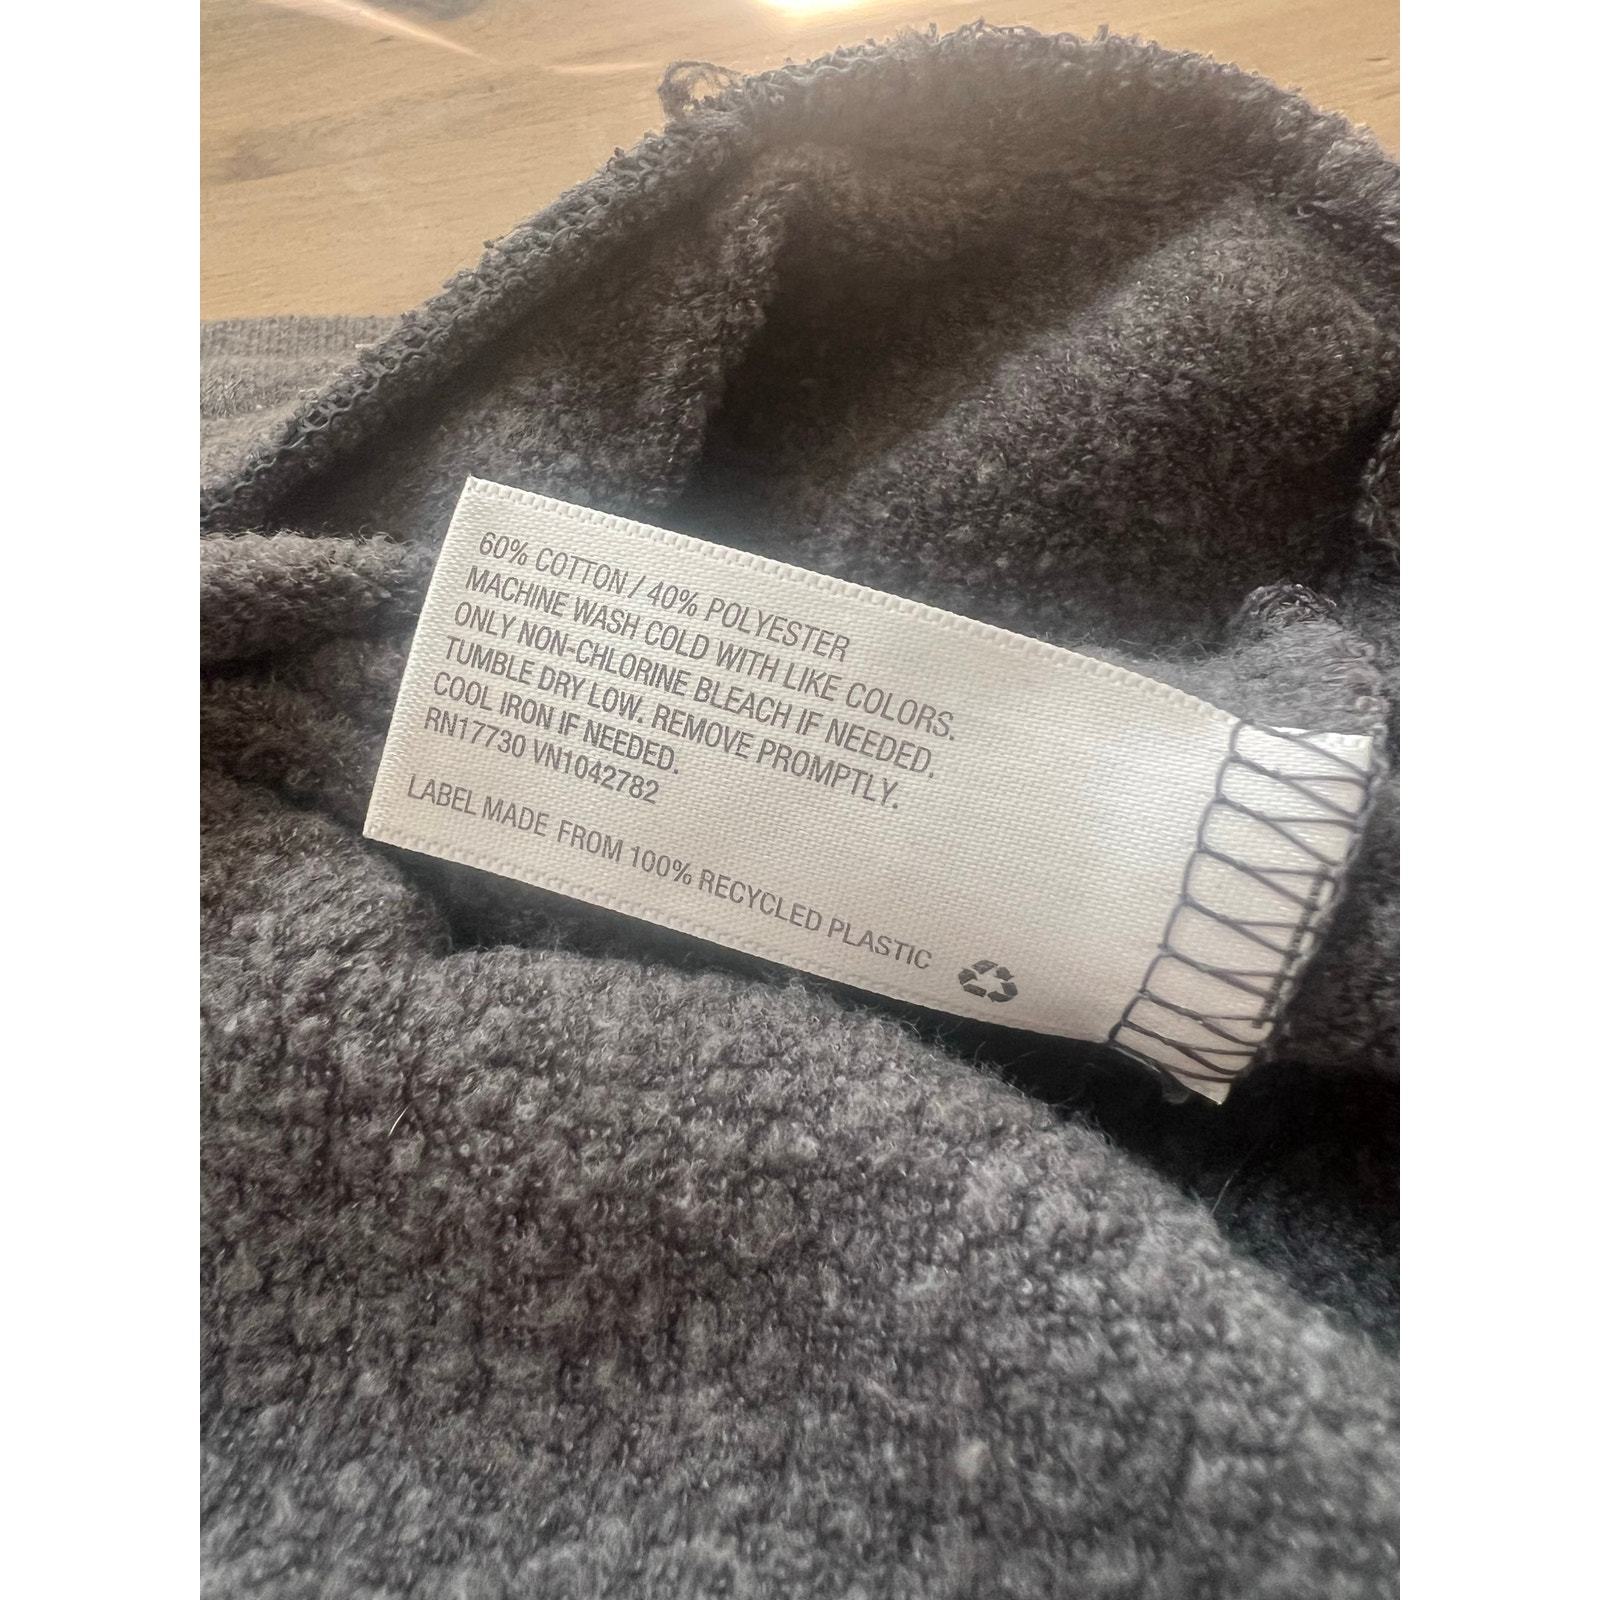 60% COTTON / 40% POLYESTER
MACHINE WASH COLD WITH LIKE COLORS.
ONLY NON-CHLORINE BLEACH IF NEEDED.
TUMBLE DRY LOW. REMOVE PROMPTLY.
COOL IRON IF NEEDED.
RN17730 VN1042782
LABEL MADE FROM 100% RECYCLED PLASTIC